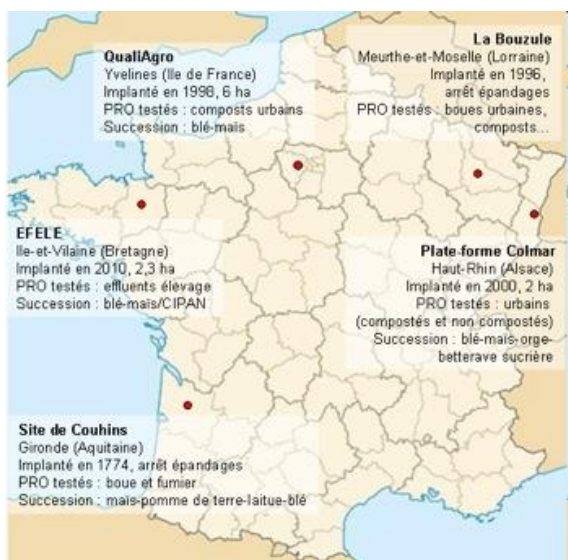 QualiAgro
Yvelines (Ile de France)
Implanté en 1998, 6 ha
PRO testés : composts urbains
Succession : blé-maïs
La Bouzule
Meurthe-et-Moselle (Lorraine)
Implanté en 1996,
arrêt épandages
PRO testés : boues urbaines,
composts...
EFELE
Ile-et-Vilaine (Bretagne)
Implanté en 2010, 2,3 ha
PRO testés : effluents élevage
Succession : blé-maïs/CIPAN
Plate-forme Colmar
Haut-Rhin (Alsace)
Implanté en 2000, 2 ha
PRO testés : urbains
(compostés et non compostés)
Succession : blé-maïs-orge-
betterave sucrière
Site de Couhins
Gironde (Aquitaine)
Implanté en 1774, arrêt épandages
PRO testés : boue et fumier
Succession : maïs-pomme de terre-laitue-blé